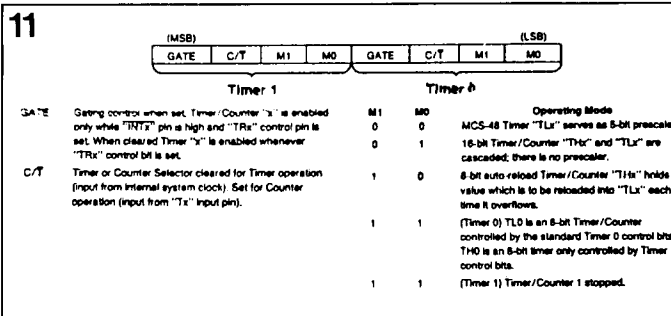 11
(MSB) (LSB)
GATE C/T̅ M1 M0 GATE C/T̅ M1 M0
Timer 1 Timer 0
GATE Gating control when set. Timer/Counter "x" is enabled
only while "I̅N̅T̅x̅" pin is high and "TRx" control pin is
set. When cleared Timer "x" is enabled whenever
"TRx" control bit is set.
C/T̅ Timer or Counter Selector cleared for Timer operation
(input from internal system clock). Set for Counter
operation (input from "Tx" input pin).
M1 M0 Operating Mode
0 0 MCS-48 Timer "TLx" serves as 5-bit prescale
0 1 16-bit Timer/Counter "THx" and "TLx" are
cascaded; there is no prescaler.
1 0 8-bit auto-reload Timer/Counter "THx" holds
value which is to be reloaded into "TLx" each
time it overflows.
1 1 (Timer 0) TL0 is an 8-bit Timer/Counter
controlled by the standard Timer 0 control bits
TH0 is an 8-bit timer only controlled by Timer
control bits.
1 1 (Timer 1) Timer/Counter 1 stopped.